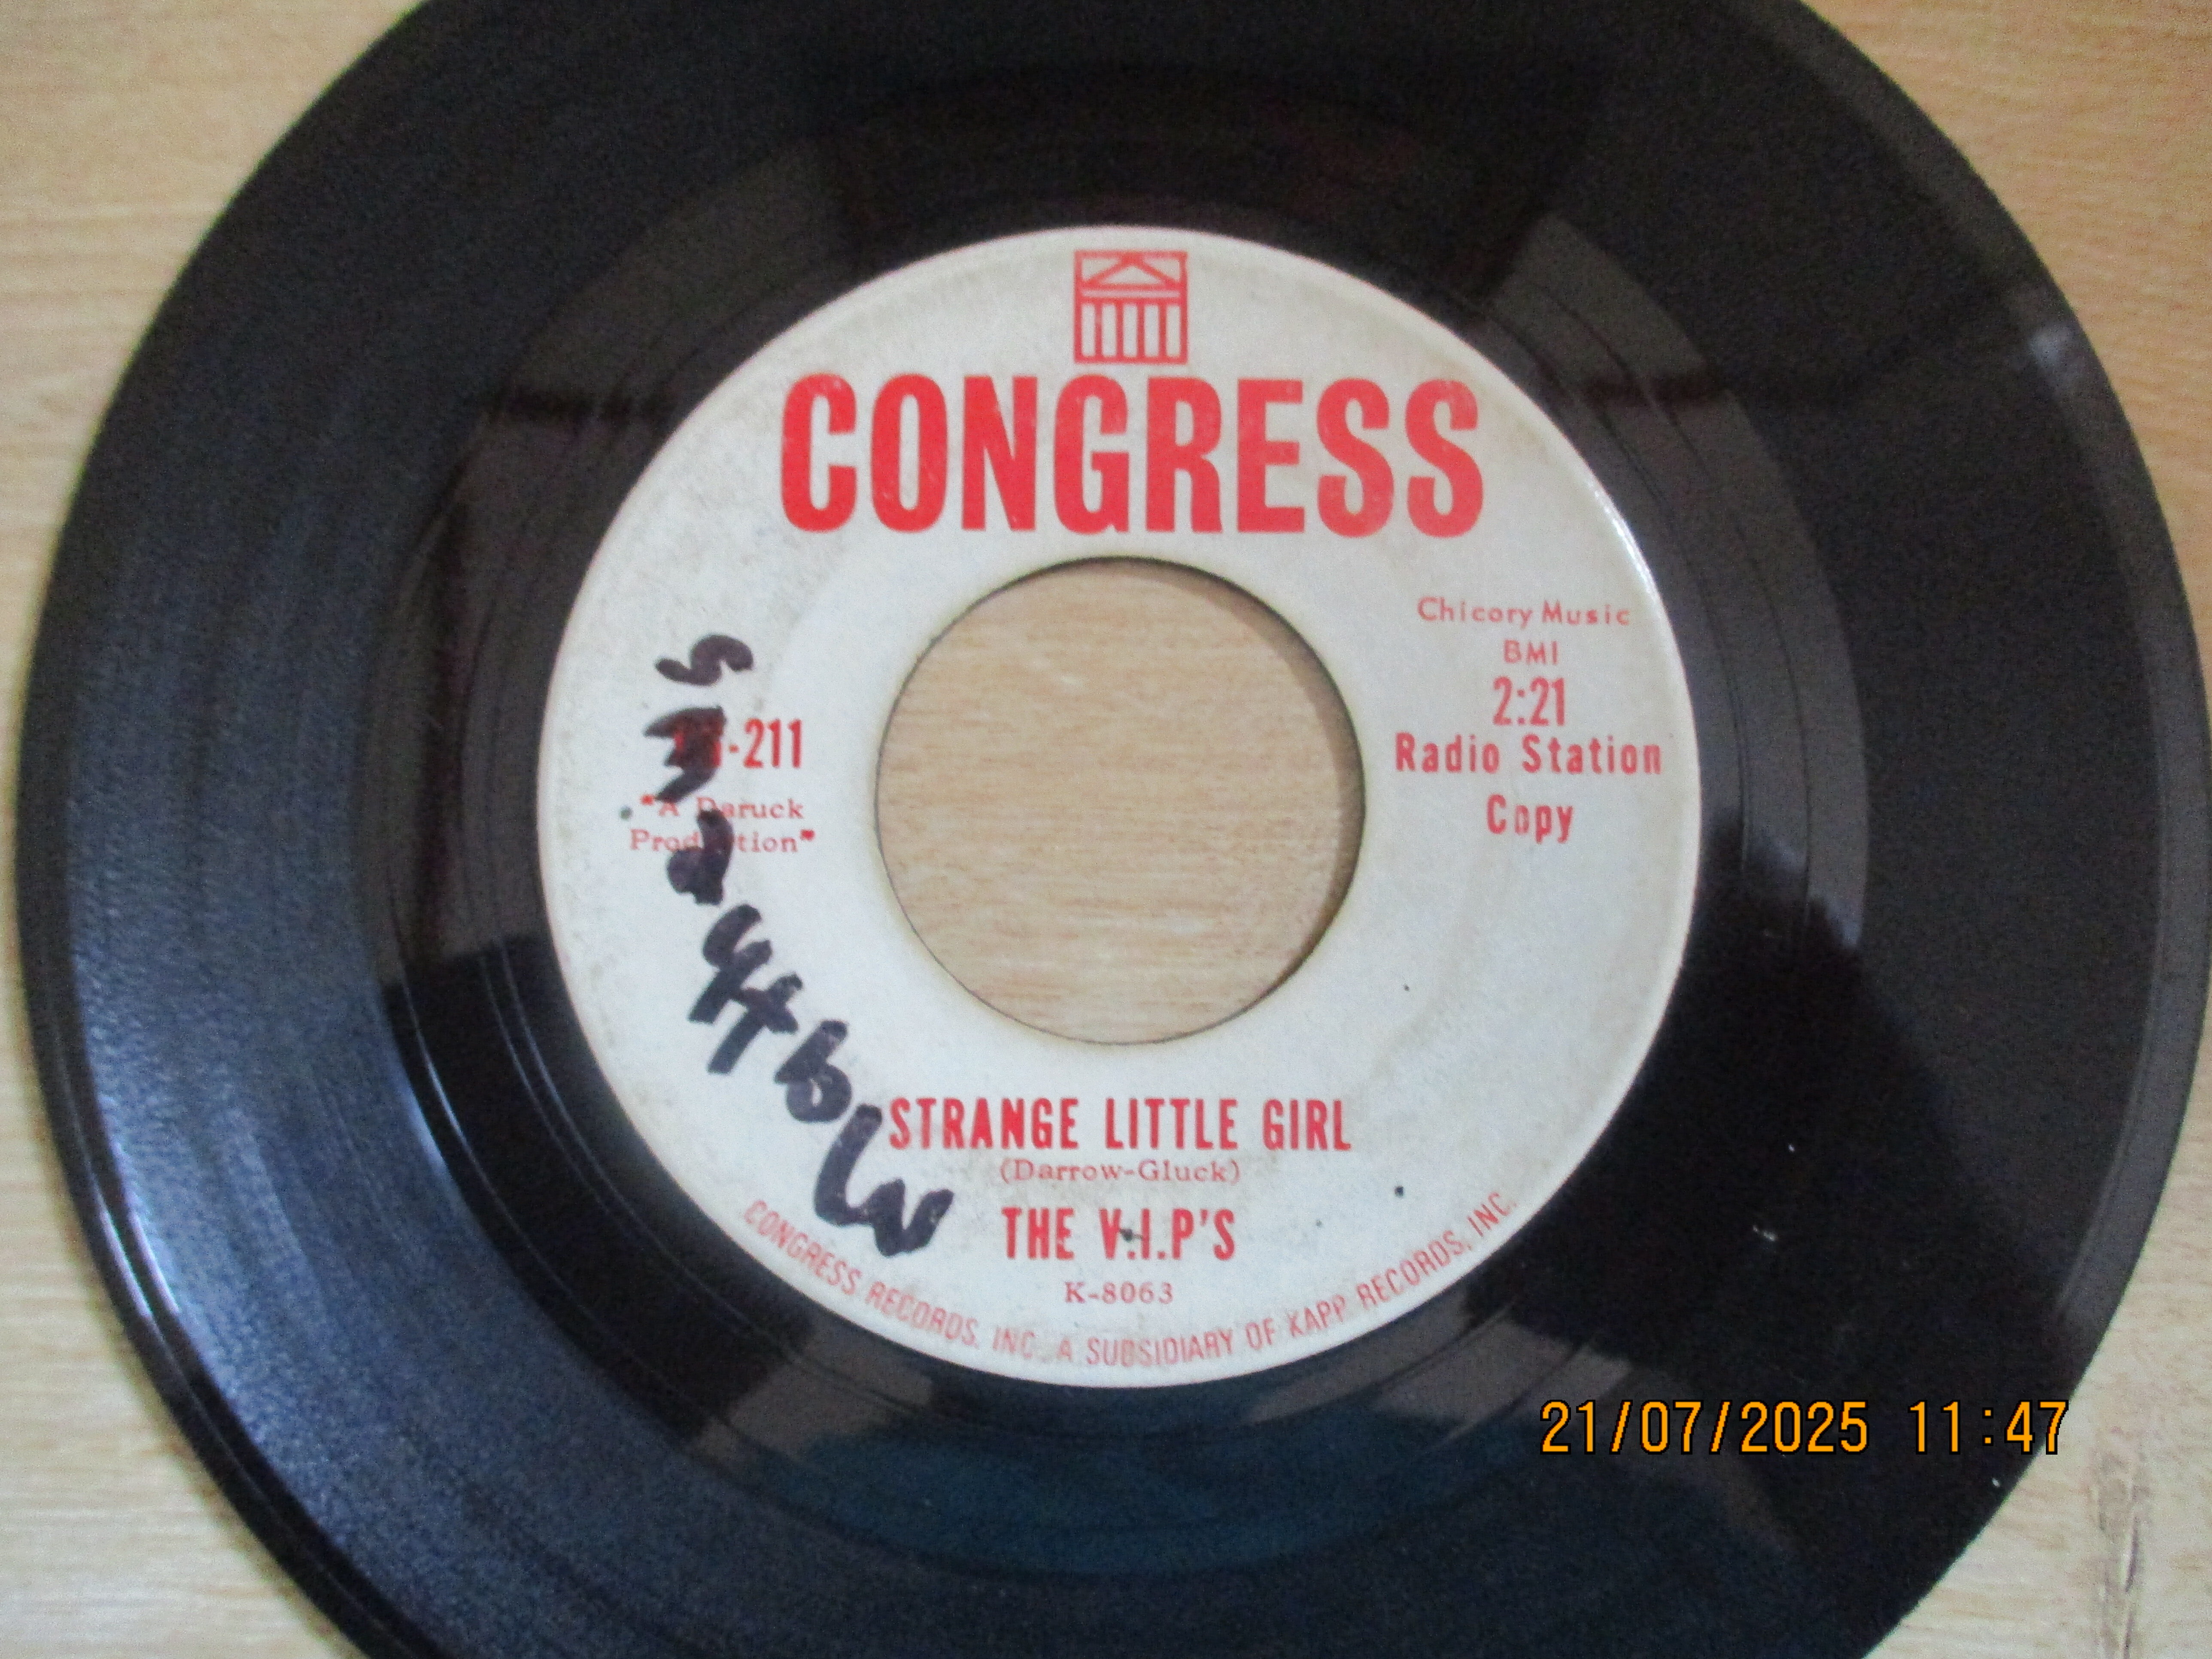 CONGRESS
Chicory Music
BMI
2:21
Radio Station
Copy
-211
"A Daruck
Production"
STRANGE LITTLE GIRL
(Darrow-Gluck)
THE V.I.P'S
K-8063
CONGRESS RECORDS, INC. A SUBSIDIARY OF KAPP RECORDS, INC.
21/07/2025 11:47